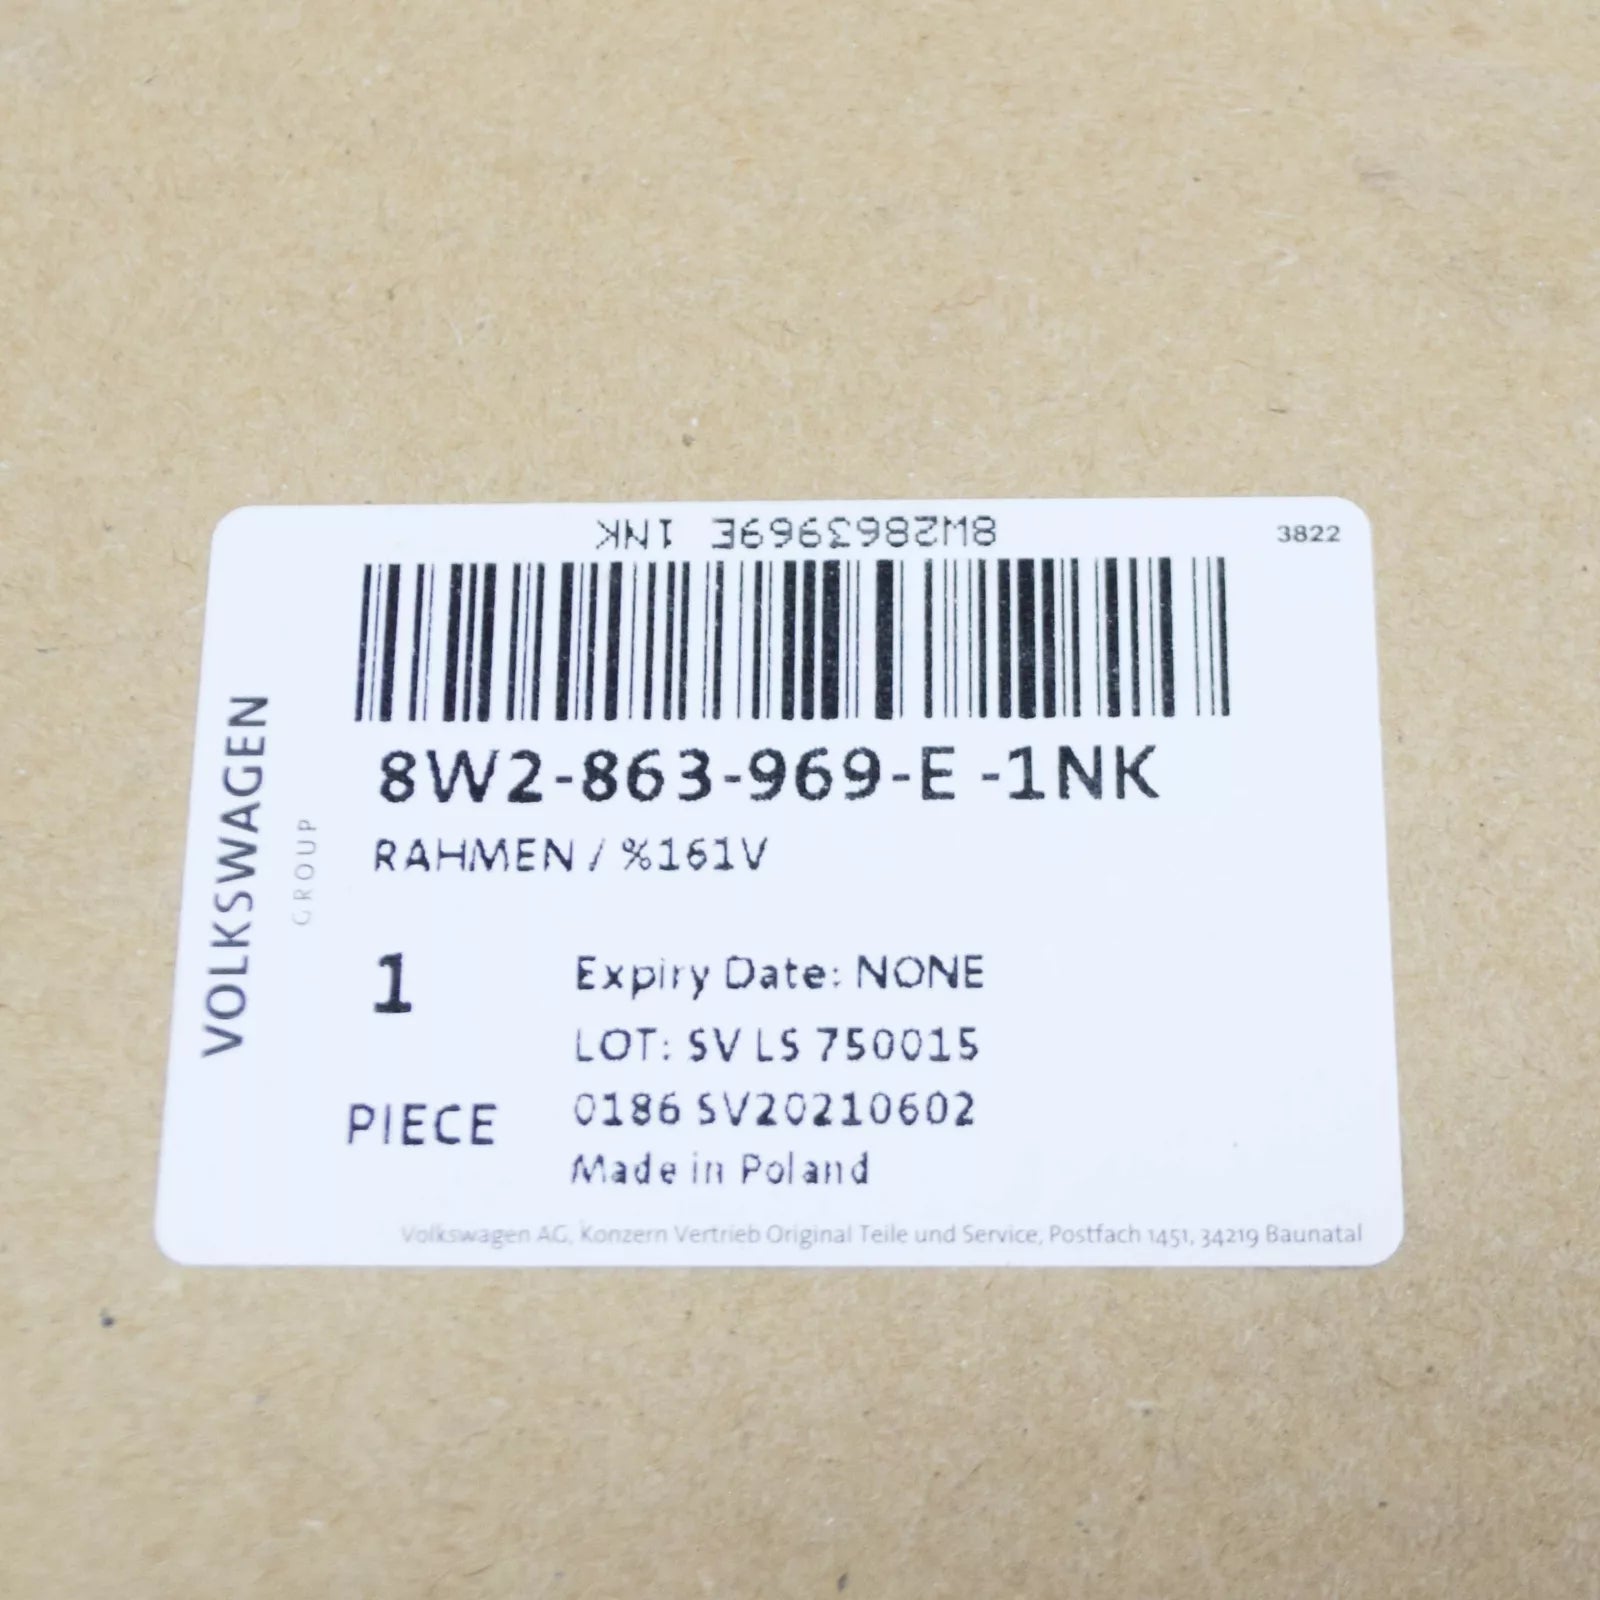 8W2863969E 1NK
3822
8W2-863-969-E -1NK
RAHMEN / %161V
VOLKSWAGEN
GROUP
1
PIECE
Expiry Date: NONE
LOT: SV LS 750015
0186 SV20210602
Made in Poland
Volkswagen AG, Konzern Vertrieb Original Teile und Service, Postfach 1451, 34219 Baunatal